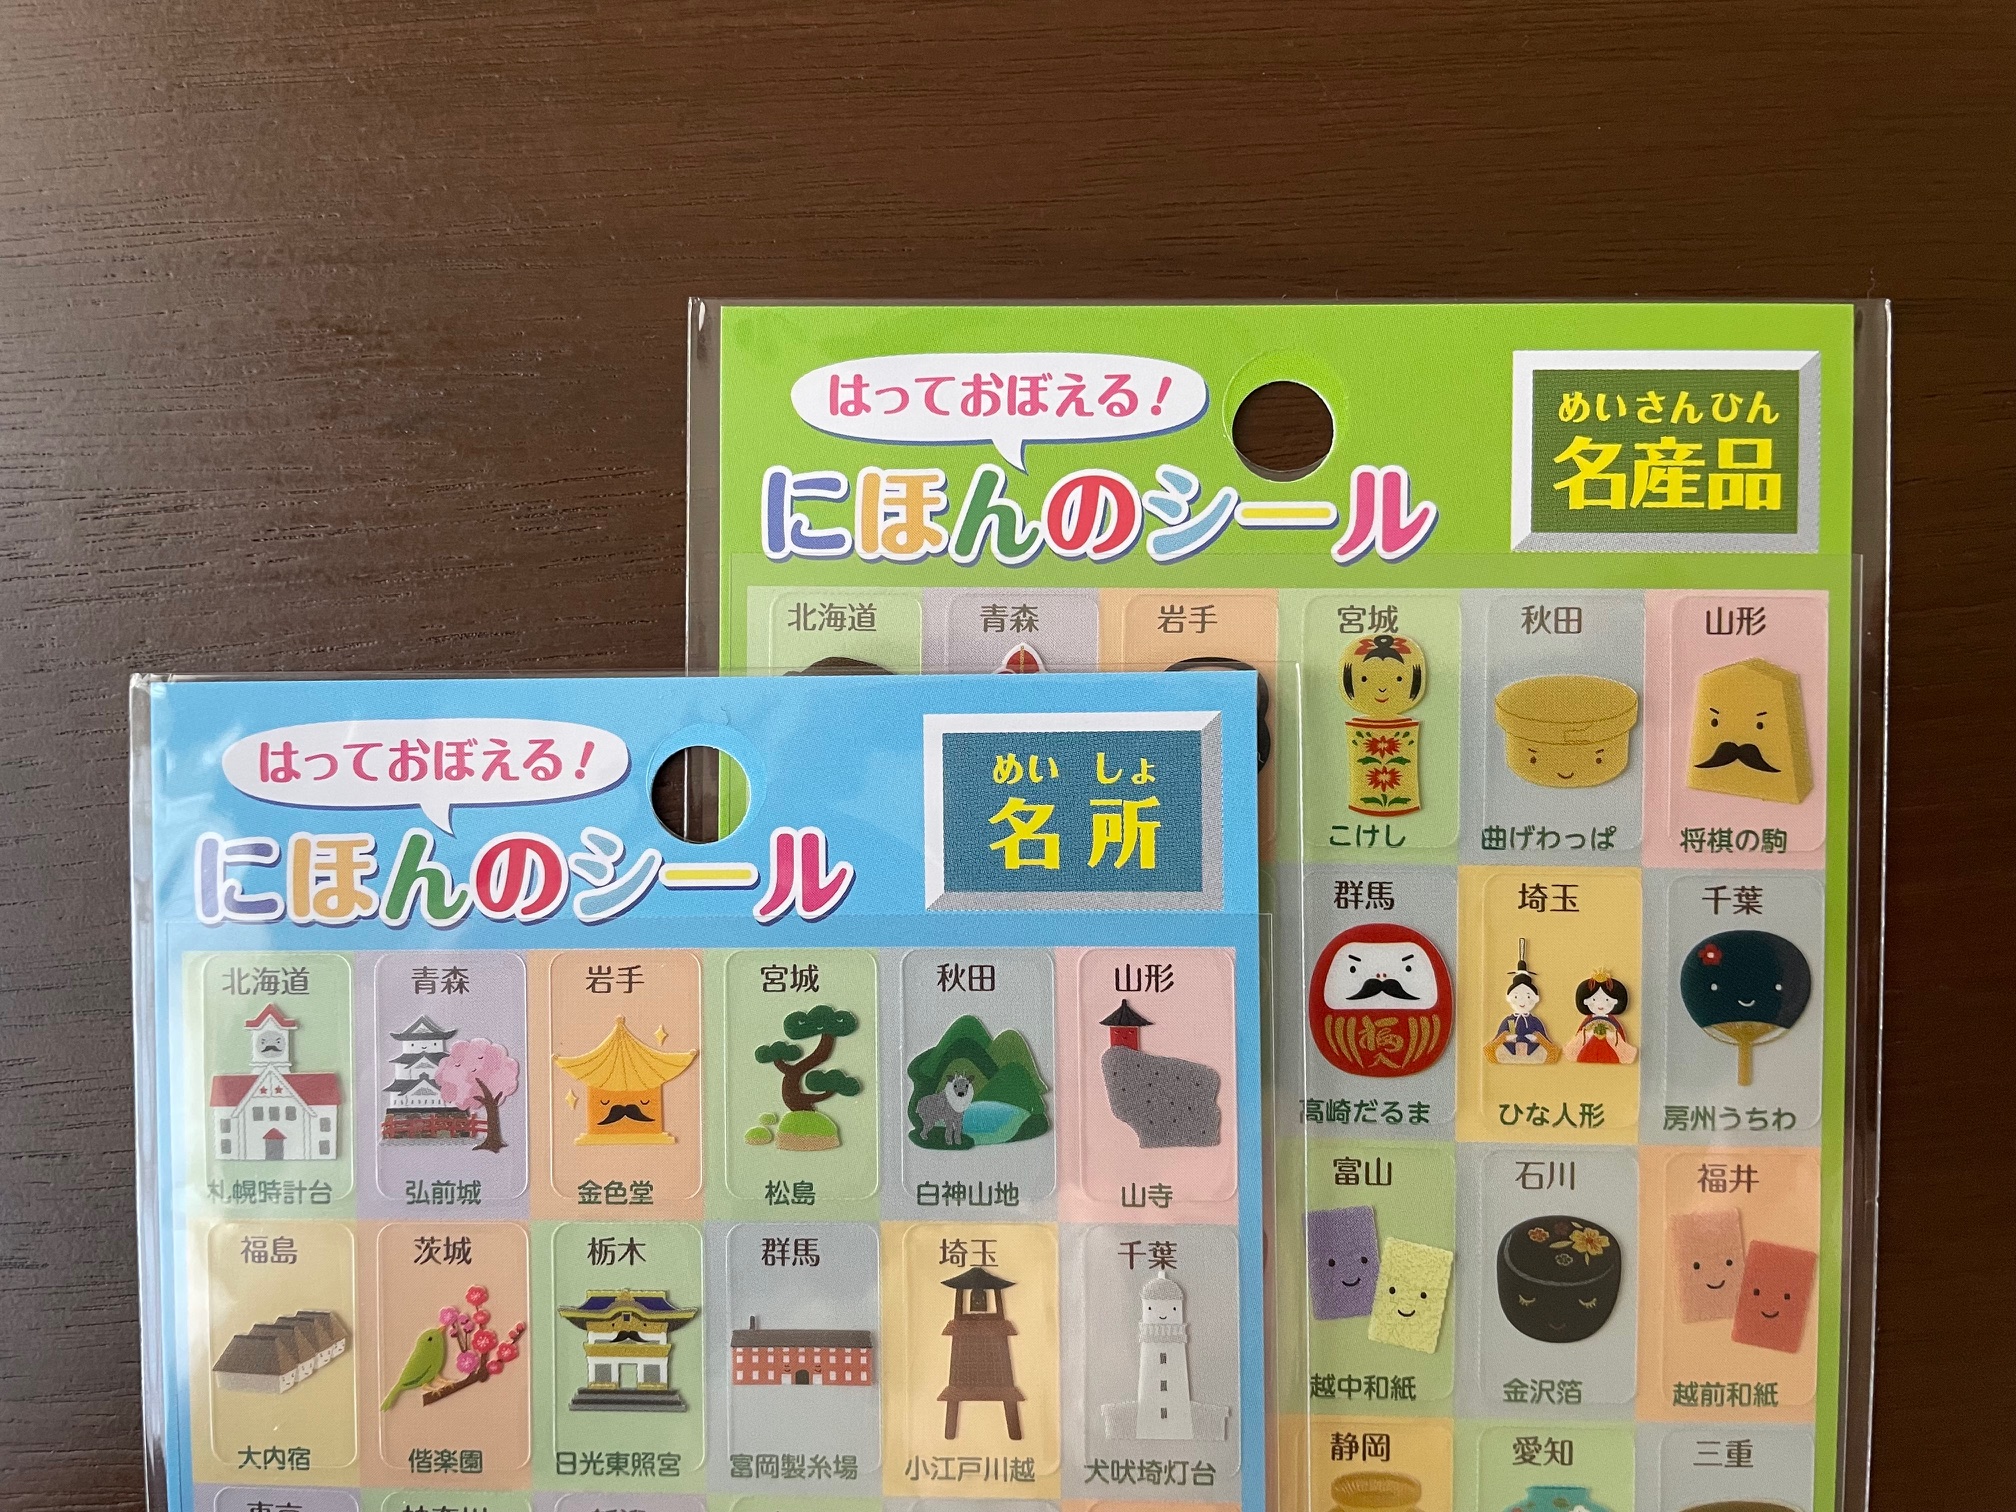 はっておぼえる!
にほんのシール
めいさんひん
名産品
北海道 青森 岩手 宮城 秋田 山形
こけし 曲げわっぱ 将棋の駒
群馬 埼玉 千葉
高崎だるま ひな人形 房州うちわ
富山 石川 福井
越中和紙 金沢箔 越前和紙
静岡 愛知 三重
はっておぼえる!
にほんのシール
めい しょ
名所
北海道 青森 岩手 宮城 秋田 山形
札幌時計台 弘前城 金色堂 松島 白神山地 山寺
福島 茨城 栃木 群馬 埼玉 千葉
大内宿 偕楽園 日光東照宮 富岡製糸場 小江戸川越 犬吠埼灯台